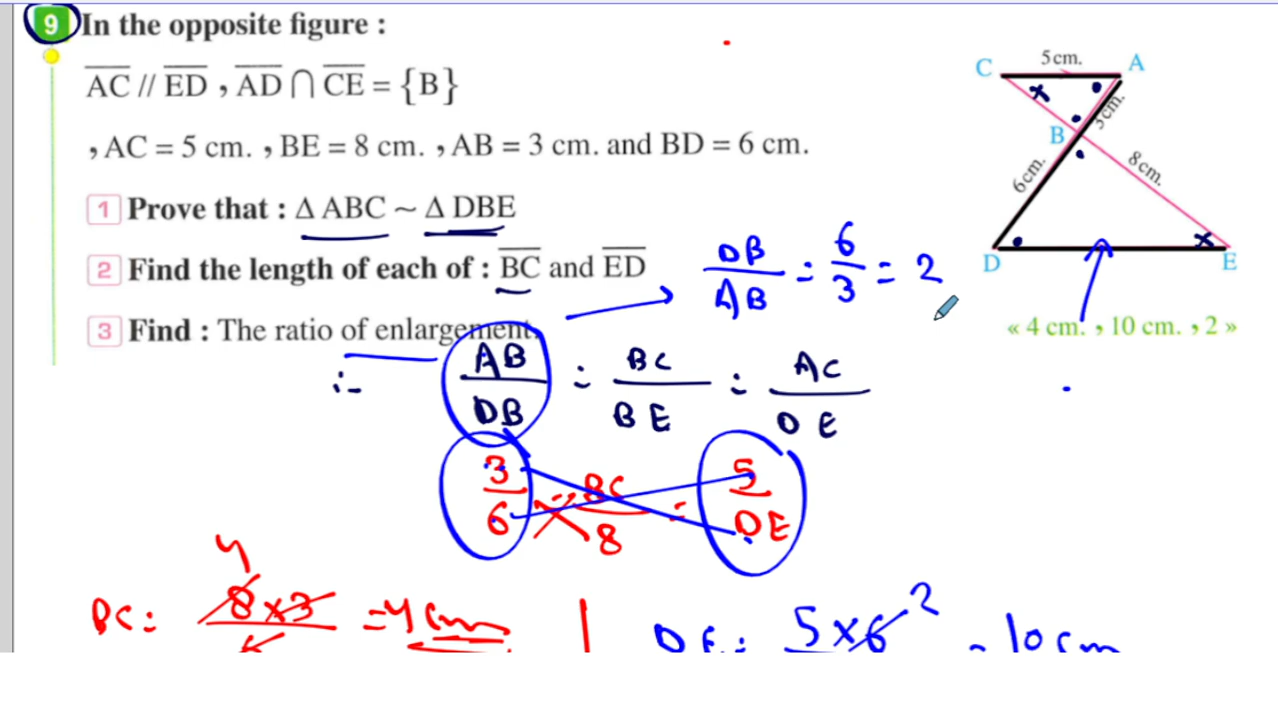 9 In the opposite figure :
AC // ED , AD ∩ CE = {B}
, AC = 5 cm. , BE = 8 cm. , AB = 3 cm. and BD = 6 cm.
1 Prove that : Δ ABC ~ Δ DBE
2 Find the length of each of : BC and ED
3 Find : The ratio of enlargement.
C 5 cm. A
B 3 cm.
6 cm. 8 cm.
D E
« 4 cm. , 10 cm. , 2 »
DB/AB = 6/3 = 2
∴ AB/DB = BC/BE = AC/DE
3/6 = BC/8 = 5/DE
4
BC = 8×3/6 = 4 cm | DE = 5×6 2 = 10 cm